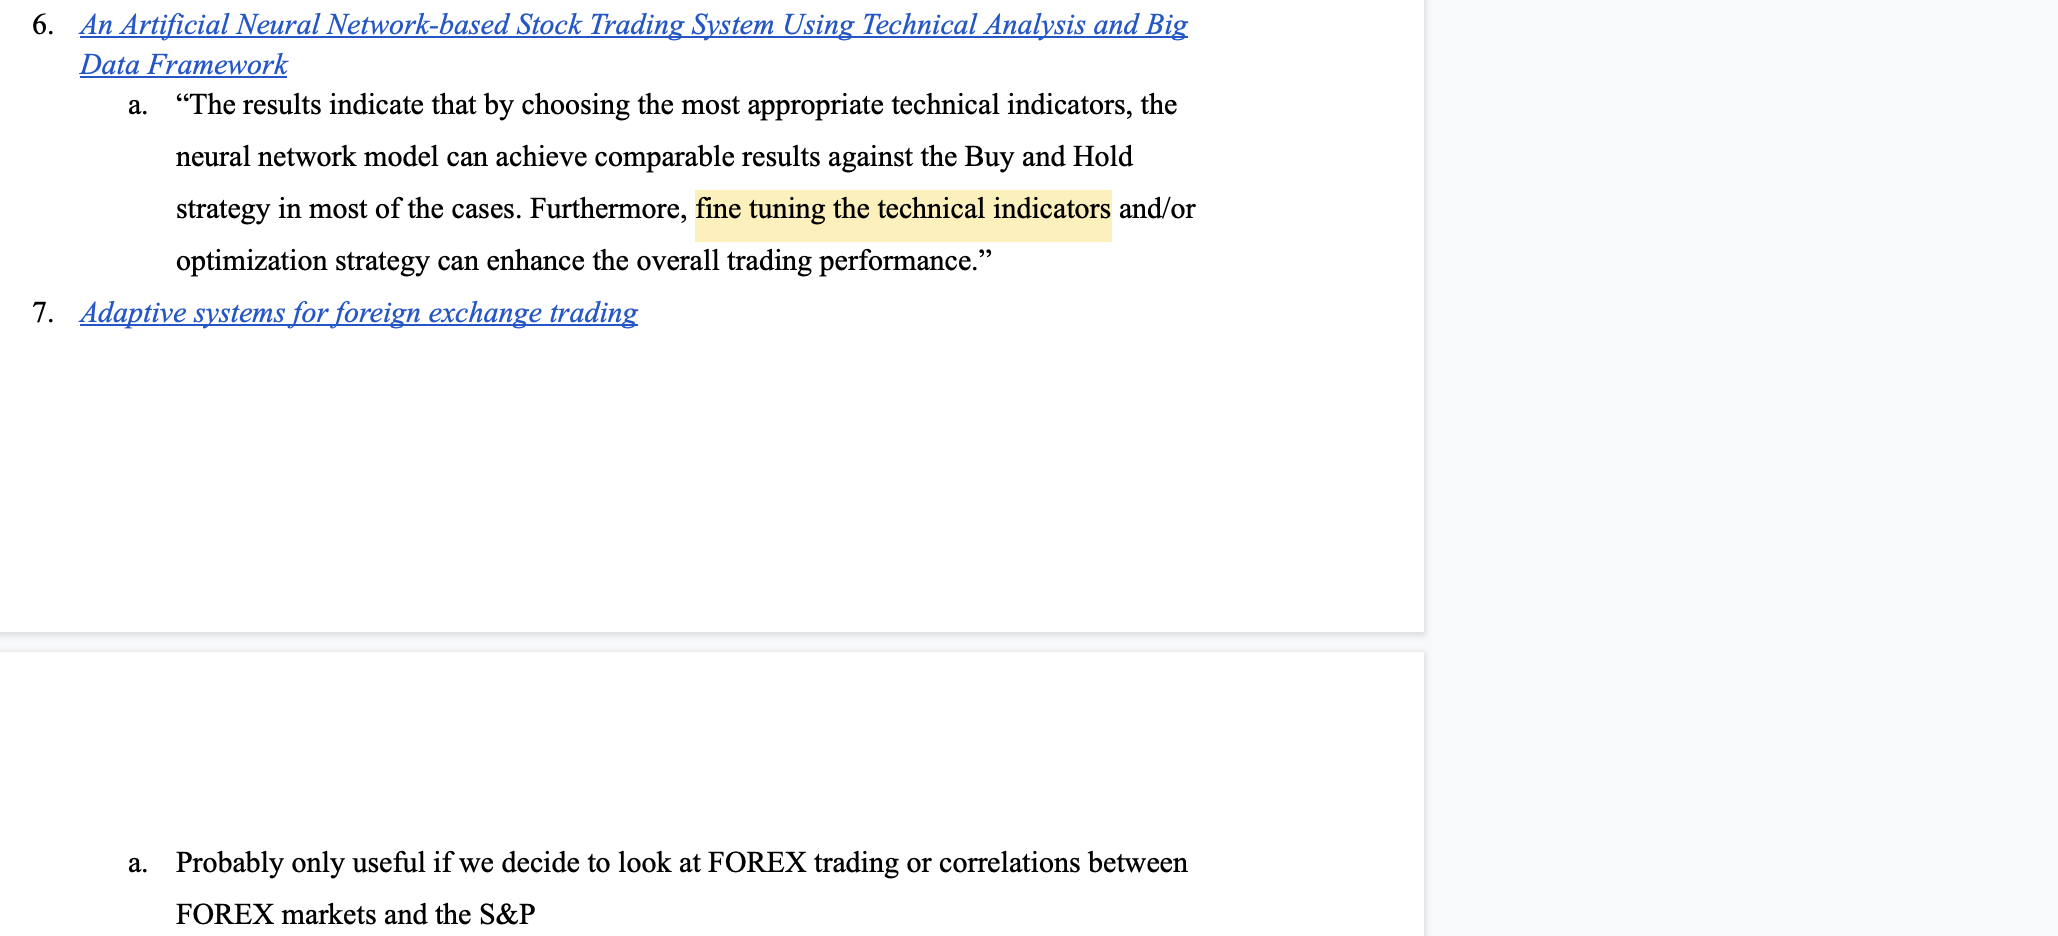 6. An Artificial Neural Network-based Stock Trading System Using Technical Analysis and Big
Data Framework
a. “The results indicate that by choosing the most appropriate technical indicators, the
neural network model can achieve comparable results against the Buy and Hold
strategy in most of the cases. Furthermore, fine tuning the technical indicators and/or
optimization strategy can enhance the overall trading performance.”
7. Adaptive systems for foreign exchange trading
a. Probably only useful if we decide to look at FOREX trading or correlations between
FOREX markets and the S&P